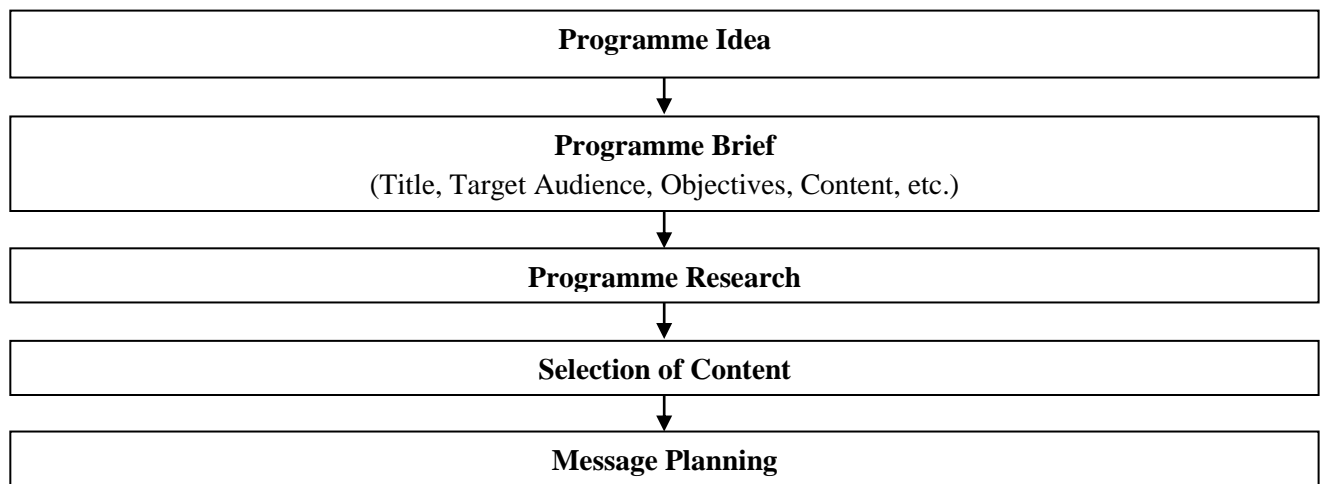 Programme Idea
Programme Brief
(Title, Target Audience, Objectives, Content, etc.)
Programme Research
Selection of Content
Message Planning